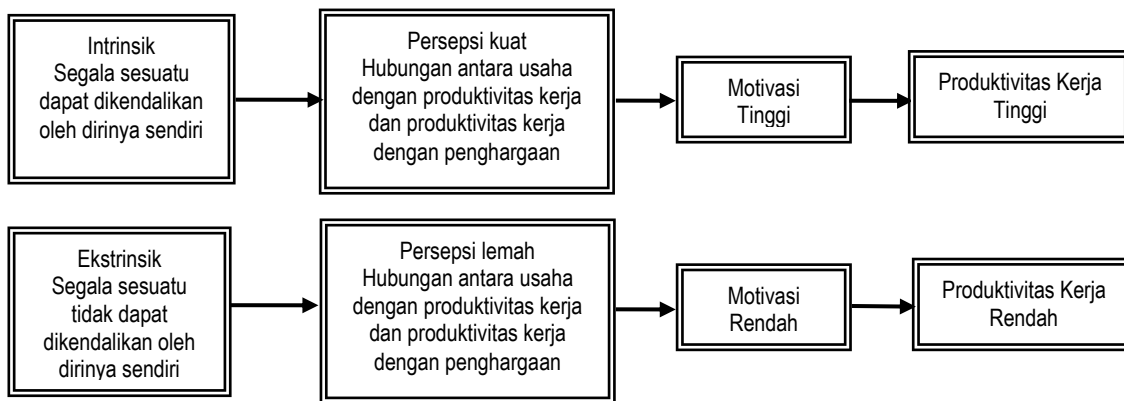 Intrinsik
Segala sesuatu
dapat dikendalikan
oleh dirinya sendiri
Persepsi kuat
Hubungan antara usaha
dengan produktivitas kerja
dan produktivitas kerja
dengan penghargaan
Motivasi
Tinggi
Produktivitas Kerja
Tinggi
Ekstrinsik
Segala sesuatu
tidak dapat
dikendalikan oleh
dirinya sendiri
Persepsi lemah
Hubungan antara usaha
dengan produktivitas kerja
dan produktivitas kerja
dengan penghargaan
Motivasi
Rendah
Produktivitas Kerja
Rendah